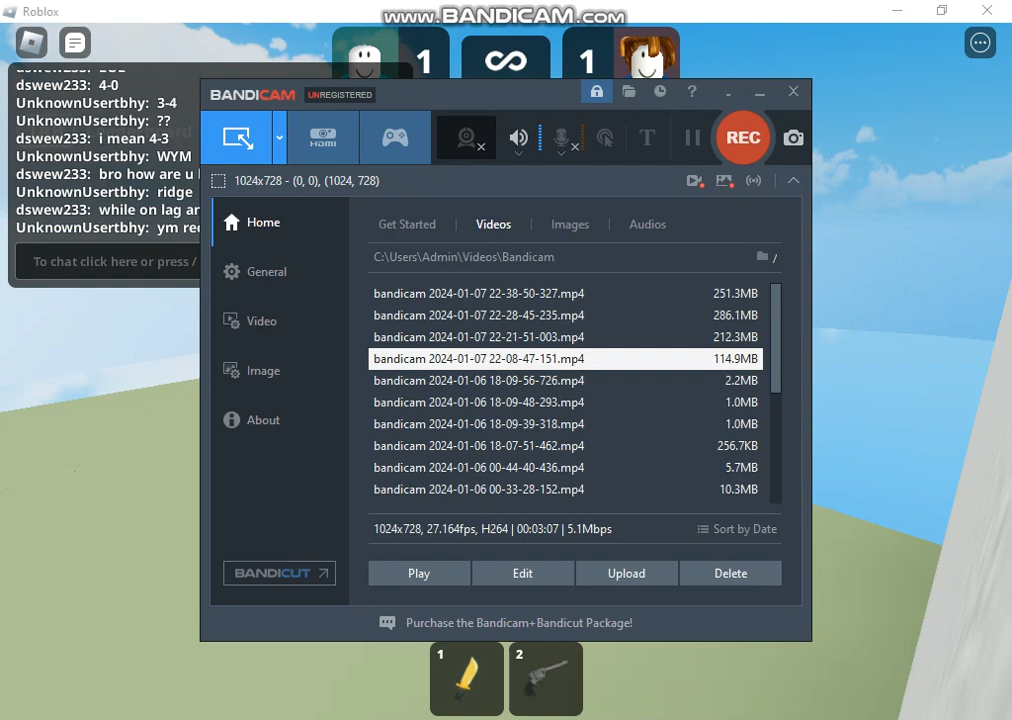 Roblox
www.BANDICAM.com
1
1
4-0
dswew233: 4-0
UnknownUsertbhy: 3-4
UnknownUsertbhy: ??
dswew233: i mean 4-3
UnknownUsertbhy: WYM
dswew233: bro how are u
UnknownUsertbhy: ridge
dswew233: while on lag
UnknownUsertbhy: ym
To chat click here or press /
BANDICAM UNREGISTERED
?
HDMI
T
REC
1024x728 - (0, 0), (1024, 728)
Home
General
Video
Image
About
BANDICUT
Get Started
Videos
Images
Audios
C:\Users\Admin\Videos\Bandicam
/
bandicam 2024-01-07 22-38-50-327.mp4 251.3MB
bandicam 2024-01-07 22-28-45-235.mp4 286.1MB
bandicam 2024-01-07 22-21-51-003.mp4 212.3MB
bandicam 2024-01-07 22-08-47-151.mp4 114.9MB
bandicam 2024-01-06 18-09-56-726.mp4 2.2MB
bandicam 2024-01-06 18-09-48-293.mp4 1.0MB
bandicam 2024-01-06 18-09-39-318.mp4 1.0MB
bandicam 2024-01-06 18-07-51-462.mp4 256.7KB
bandicam 2024-01-06 00-44-40-436.mp4 5.7MB
bandicam 2024-01-06 00-33-28-152.mp4 10.3MB
1024x728, 27.164fps, H264 | 00:03:07 | 5.1Mbps
Sort by Date
Play
Edit
Upload
Delete
Purchase the Bandicam+Bandicut Package!
1
2